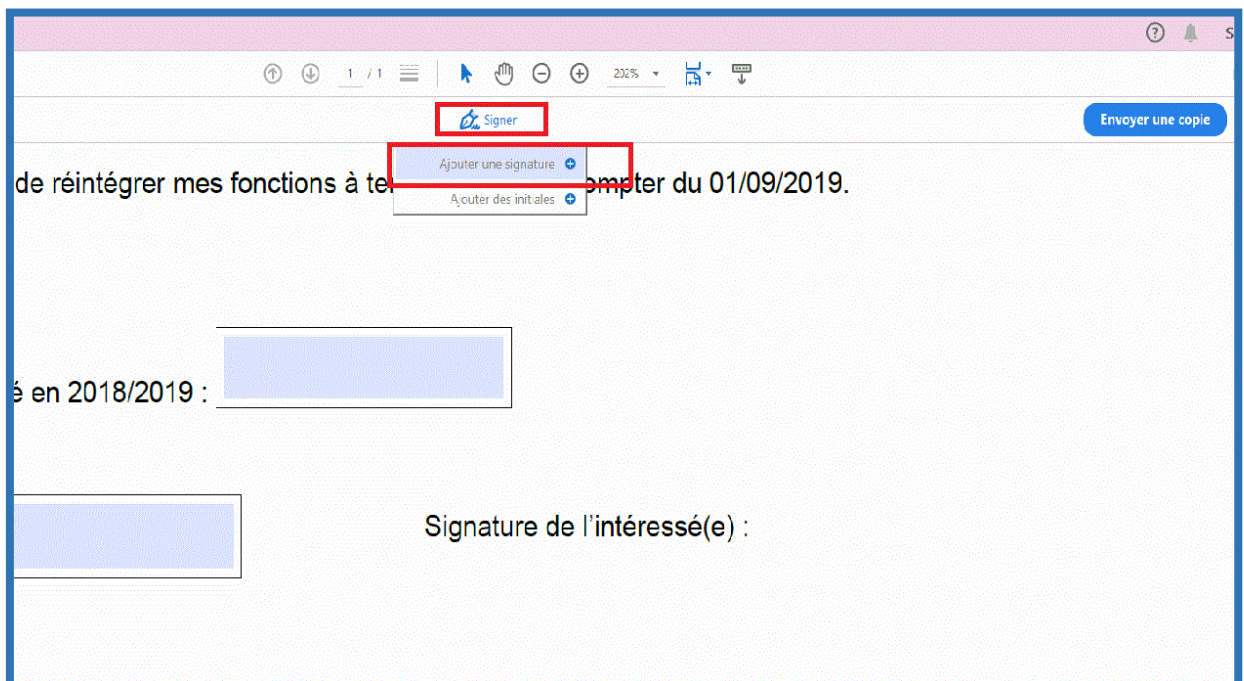 S
1 / 1 202%
Signer Envoyer une copie
Ajouter une signature
de réintégrer mes fonctions à te mpter du 01/09/2019.
Ajouter des initiales
é en 2018/2019 :
Signature de l'intéressé(e) :